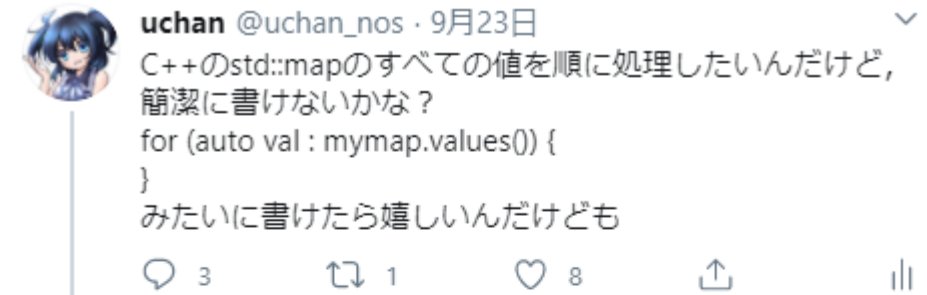 uchan @uchan_nos · 9月23日
C++のstd::mapのすべての値を順に処理したいんだけど,
簡潔に書けないかな？
for (auto val : mymap.values()) {
}
みたいに書けたら嬉しいんだけども
3 1 8